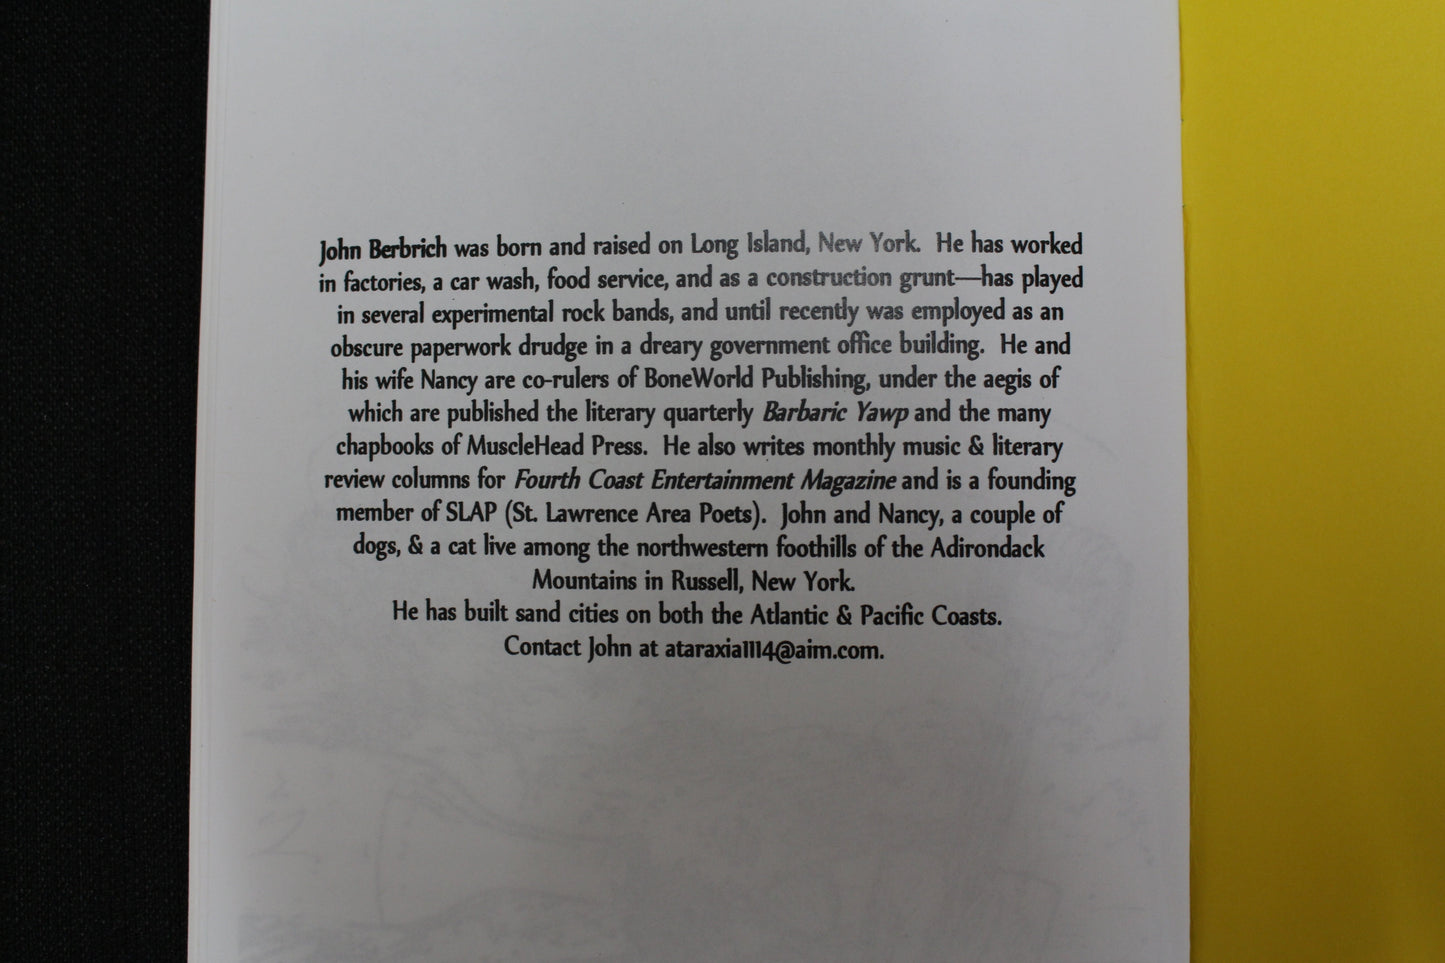 John Berbrich was born and raised on Long Island, New York.  He has worked
in factories, a car wash, food service, and as a construction grunt—has played
in several experimental rock bands, and until recently was employed as an
obscure paperwork drudge in a dreary government office building.  He and
his wife Nancy are co-rulers of BoneWorld Publishing, under the aegis of
which are published the literary quarterly Barbaric Yawp and the many
chapbooks of MuscleHead Press.  He also writes monthly music & literary
review columns for Fourth Coast Entertainment Magazine and is a founding
member of SLAP (St. Lawrence Area Poets).  John and Nancy, a couple of
dogs, & a cat live among the northwestern foothills of the Adirondack
Mountains in Russell, New York.
He has built sand cities on both the Atlantic & Pacific Coasts.
Contact John at ataraxia1114@aim.com.